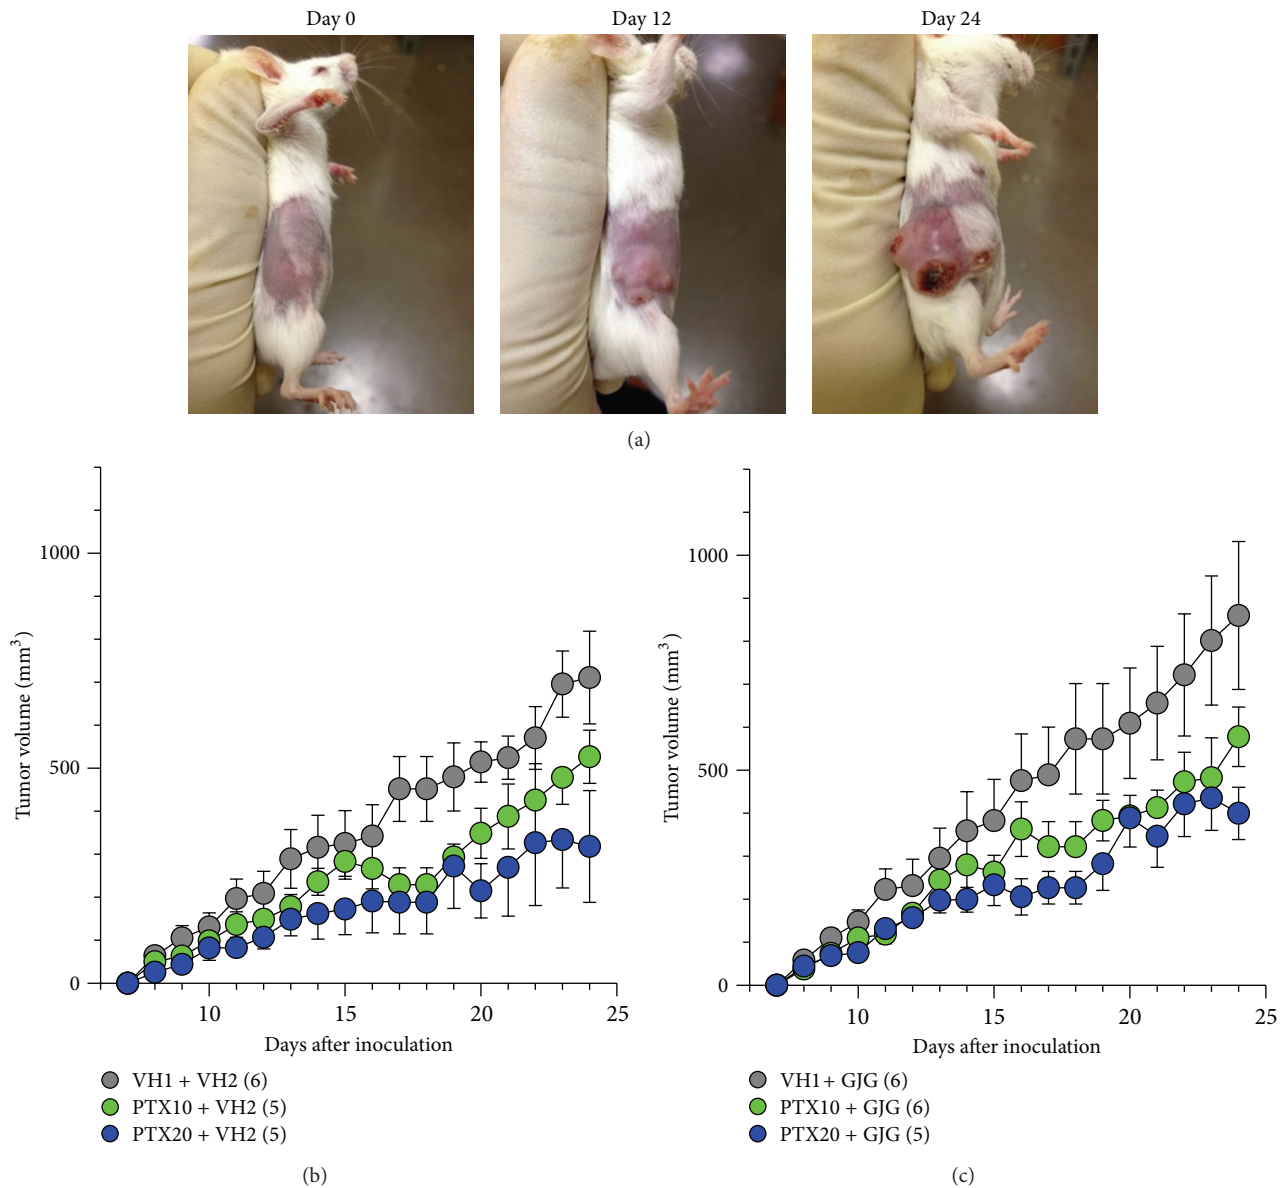 Day 0
Day 12
Day 24
(a)
Tumor volume (mm³)
1000
500
0
10
15
20
25
Days after inoculation
VH1 + VH2 (6)
PTX10 + VH2 (5)
PTX20 + VH2 (5)
(b)
Tumor volume (mm³)
1000
500
0
10
15
20
25
Days after inoculation
VH1+ GJG (6)
PTX10 + GJG (6)
PTX20 + GJG (5)
(c)